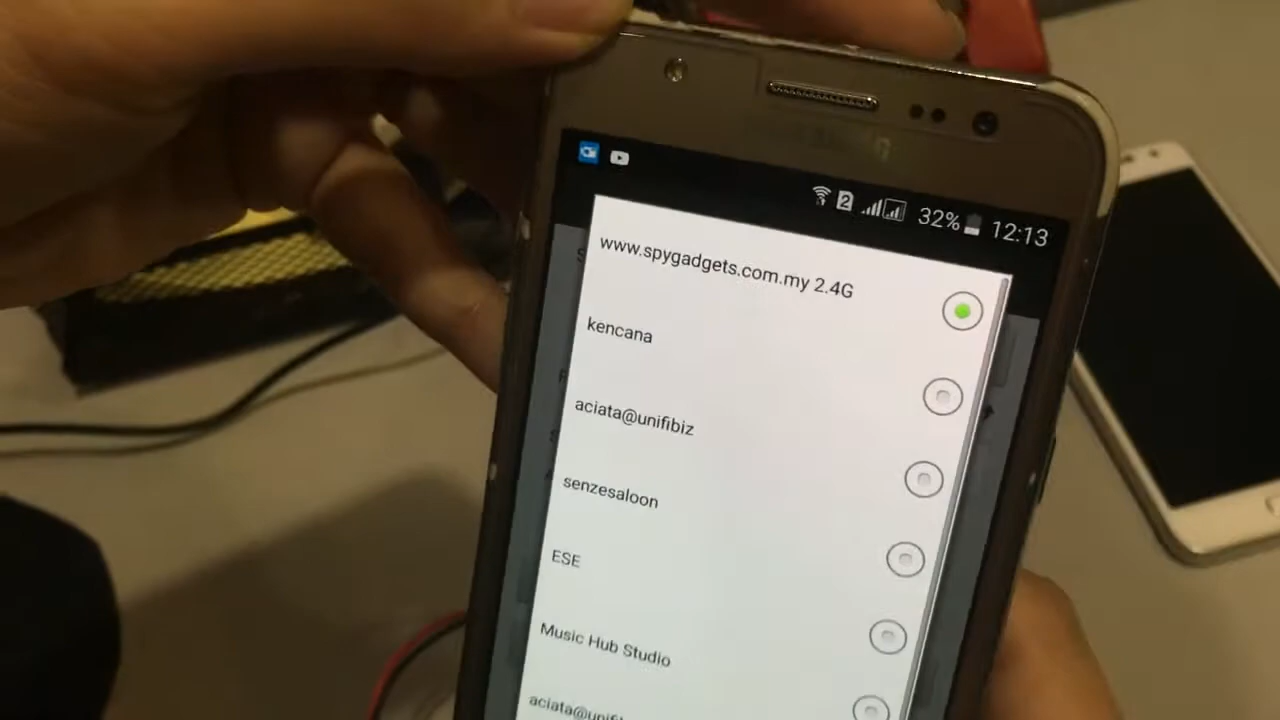 2
32%
12:13
www.spygadgets.com.my 2.4G
kencana
aciata@unifibiz
senzesaloon
ESE
Music Hub Studio
aciata@unifi